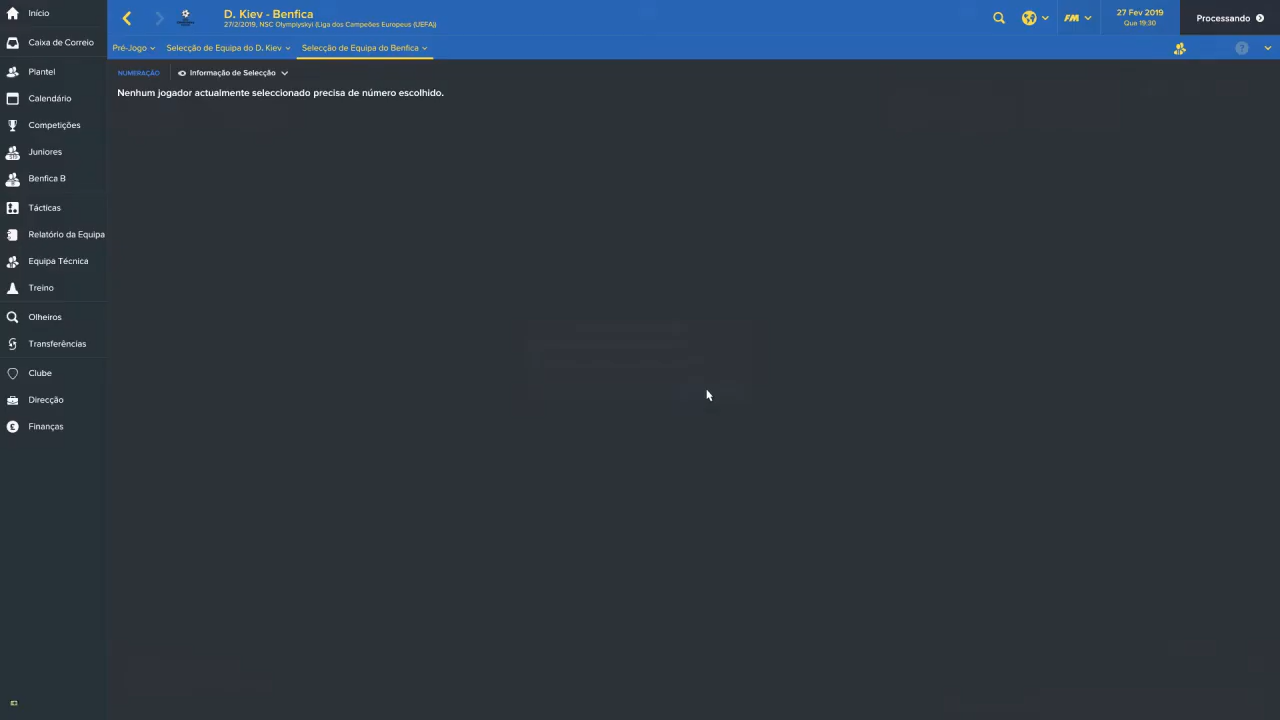 Início
Caixa de Correio
Plantel
Calendário
Competições
Juniores
Benfica B
Tácticas
Relatório da Equipa
Equipa Técnica
Treino
Olheiros
Transferências
Clube
Direcção
Finanças
D. Kiev - Benfica
27/2/2019, NSC Olympiyskyi (Liga dos Campeões Europeus (UEFA))
FM
27 Fev 2019
Qua 19:30
Processando
Pré-Jogo
Selecção de Equipa do D. Kiev
Selecção de Equipa do Benfica
NUMERAÇÃO
Informação de Selecção
Nenhum jogador actualmente seleccionado precisa de número escolhido.